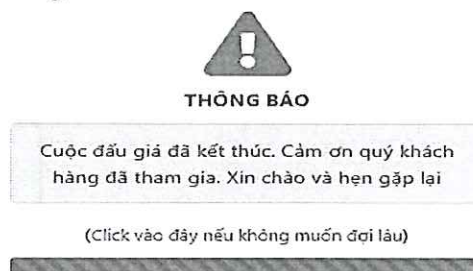 THÔNG BÁO
Cuộc đấu giá đã kết thúc. Cảm ơn quý khách
hàng đã tham gia. Xin chào và hẹn gặp lại
(Click vào đây nếu không muốn đợi lâu)